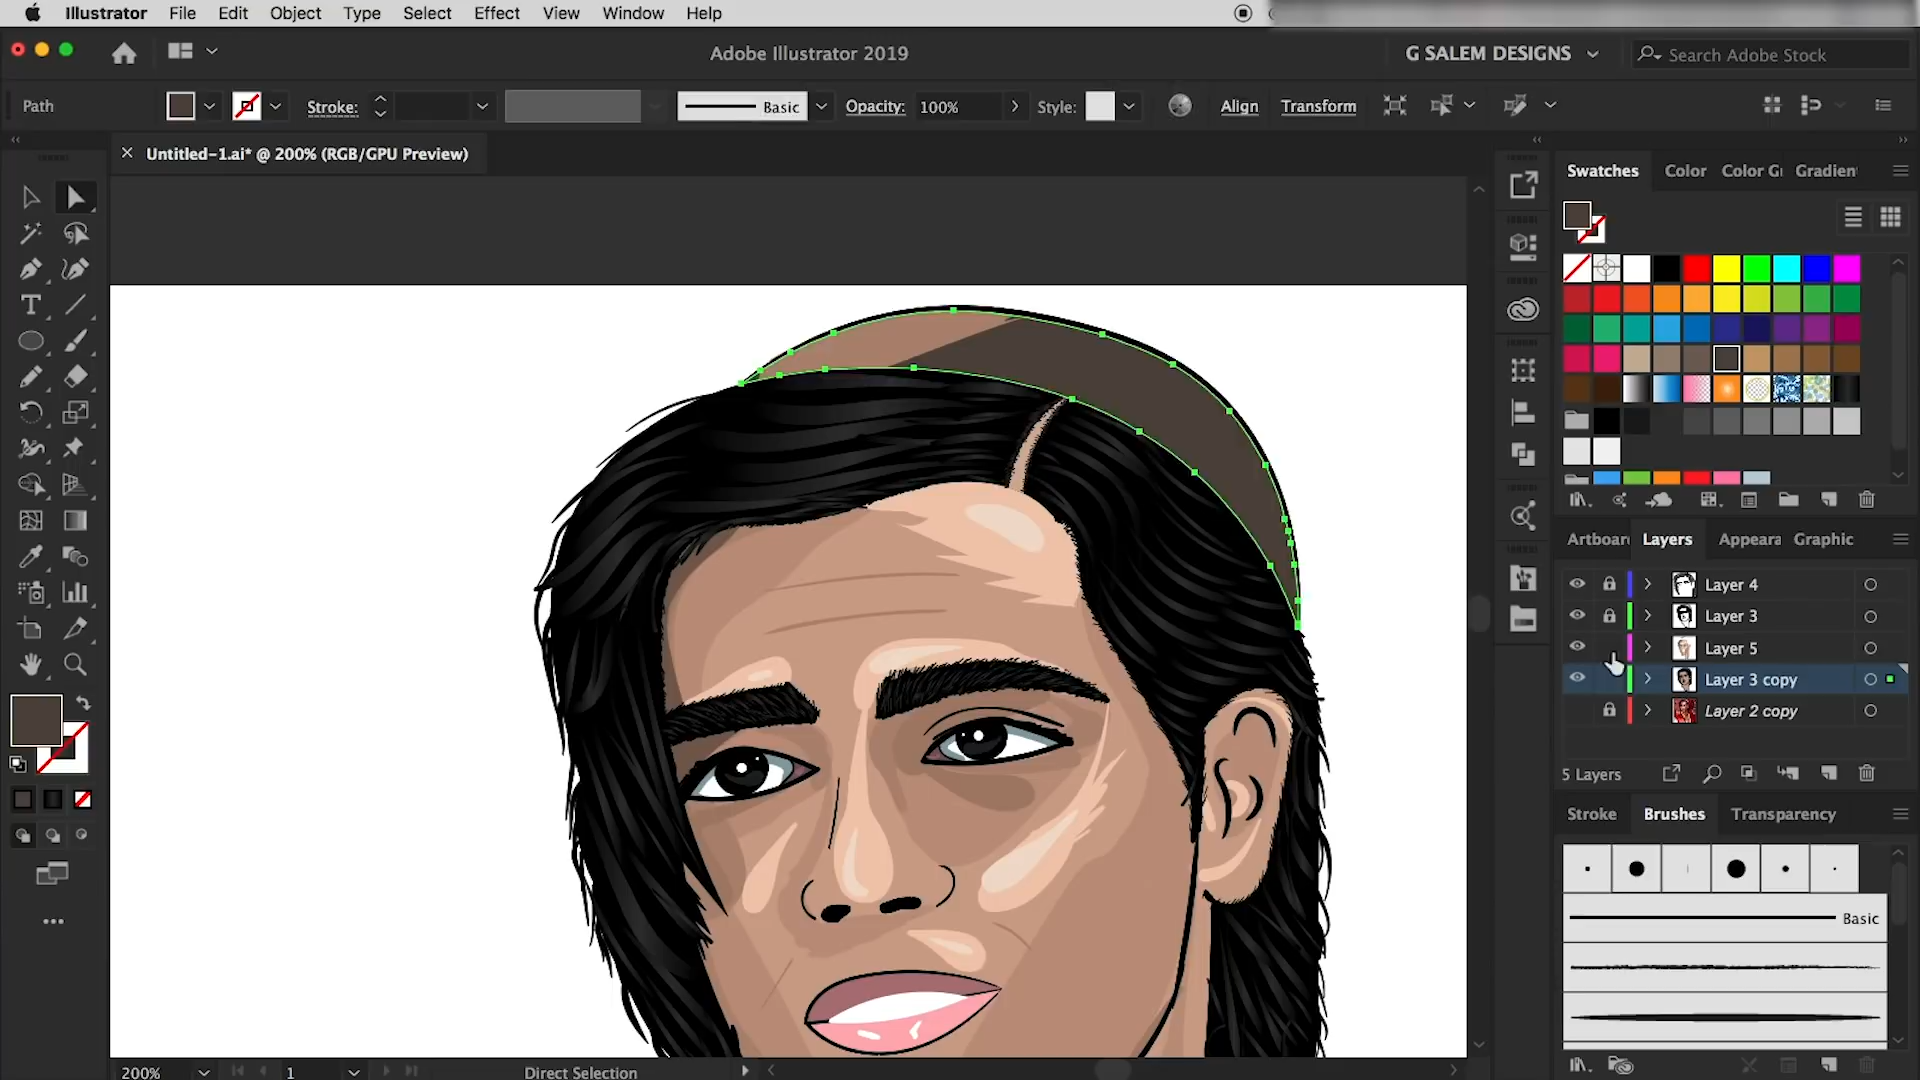 Illustrator File Edit Object Type Select Effect View Window Help
Adobe Illustrator 2019
G SALEM DESIGNS
Search Adobe Stock
Path
Stroke:
Basic
Opacity: 100%
Style:
Align Transform
Untitled-1.ai* @ 200% (RGB/GPU Preview)
Swatches Color Color Gi Gradien
Artboar Layers Appeara Graphic
Layer 4
Layer 3
Layer 5
Layer 3 copy
Layer 2 copy
5 Layers
Stroke Brushes Transparency
Basic
200% 1 Direct Selection